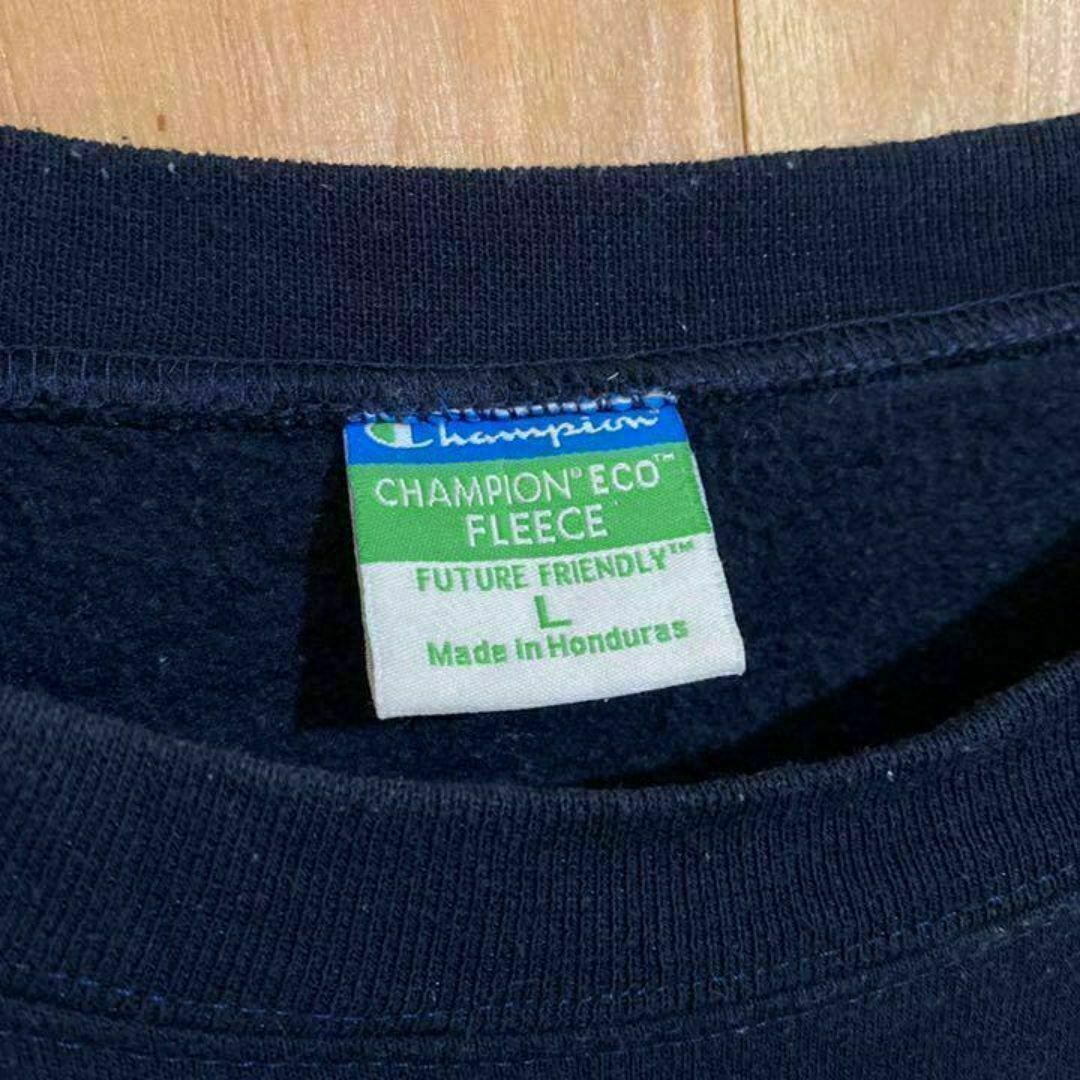 Champion
CHAMPION® ECO™
FLEECE
FUTURE FRIENDLY™
L
Made in Honduras